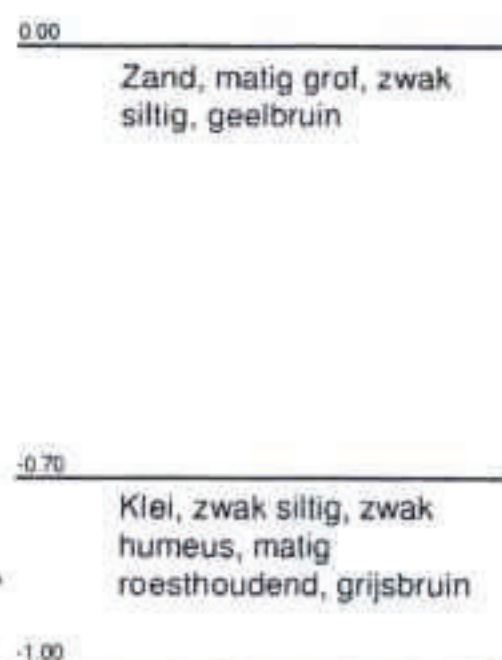 0.00
Zand, matig grof, zwak
siltig, geelbruin
-0.70
Klei, zwak siltig, zwak
humeus, matig
roesthoudend, grijsbruin
-1.00